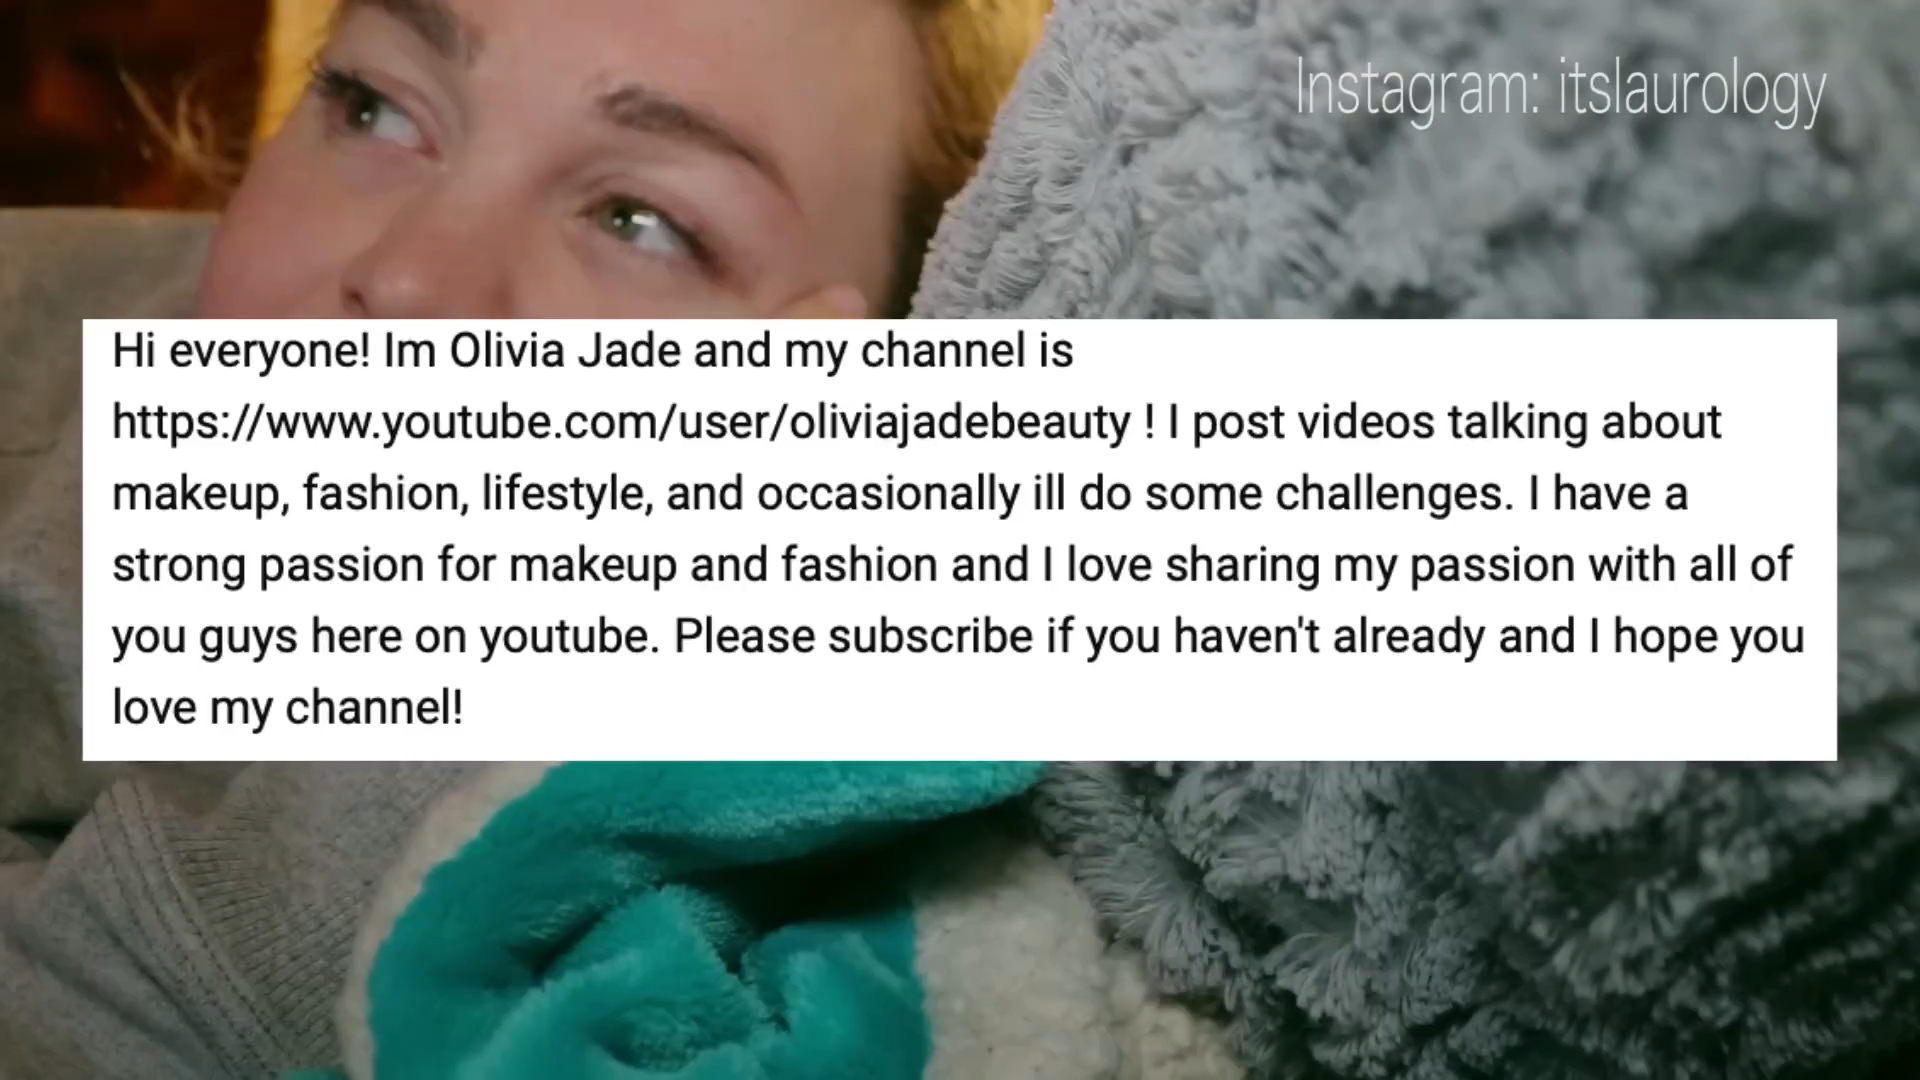 Instagram: itslaurology
Hi everyone! Im Olivia Jade and my channel is
https://www.youtube.com/user/oliviajadebeauty ! I post videos talking about
makeup, fashion, lifestyle, and occasionally ill do some challenges. I have a
strong passion for makeup and fashion and I love sharing my passion with all of
you guys here on youtube. Please subscribe if you haven't already and I hope you
love my channel!